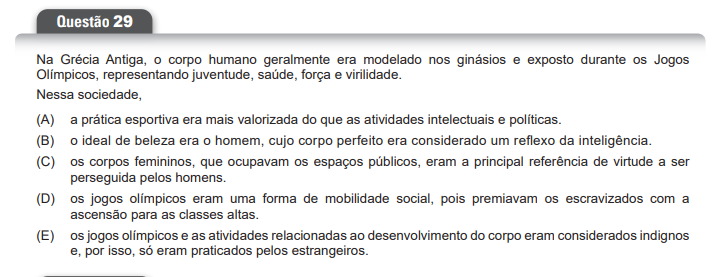 Questão 29
Na Grécia Antiga, o corpo humano geralmente era modelado nos ginásios e exposto durante os Jogos
Olímpicos, representando juventude, saúde, força e virilidade.
Nessa sociedade,
(A) a prática esportiva era mais valorizada do que as atividades intelectuais e políticas.
(B) o ideal de beleza era o homem, cujo corpo perfeito era considerado um reflexo da inteligência.
(C) os corpos femininos, que ocupavam os espaços públicos, eram a principal referência de virtude a ser
perseguida pelos homens.
(D) os jogos olímpicos eram uma forma de mobilidade social, pois premiavam os escravizados com a
ascensão para as classes altas.
(E) os jogos olímpicos e as atividades relacionadas ao desenvolvimento do corpo eram considerados indignos
e, por isso, só eram praticados pelos estrangeiros.